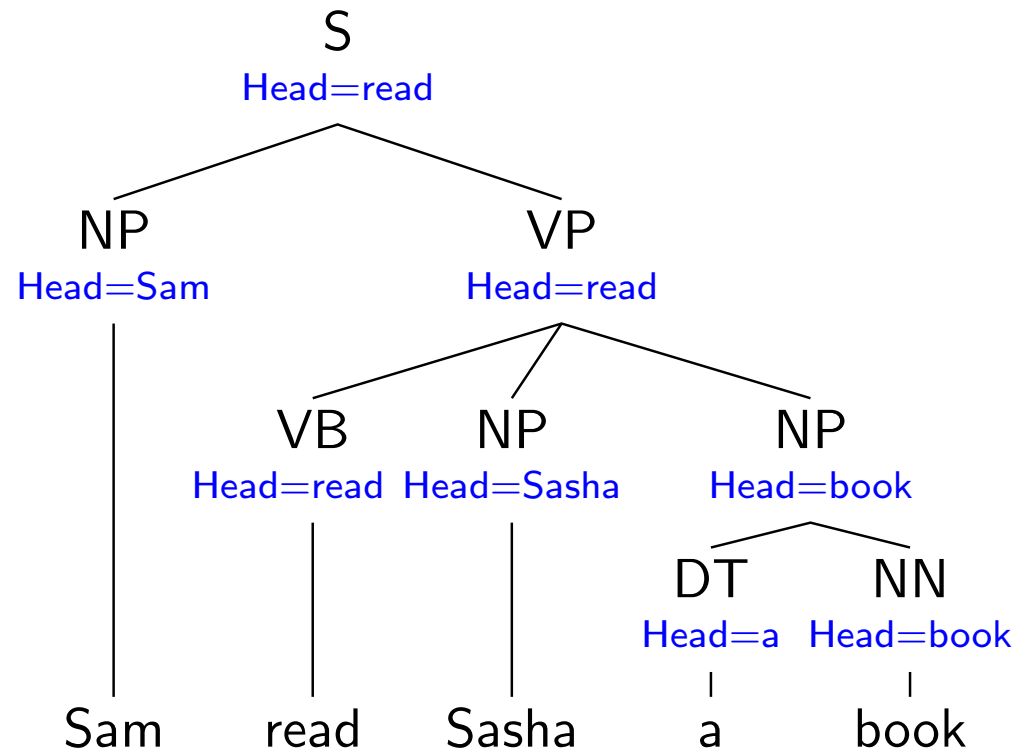 S
Head=read
NP VP
Head=Sam Head=read
VB NP NP
Head=read Head=Sasha Head=book
DT NN
Head=a Head=book
Sam read Sasha a book